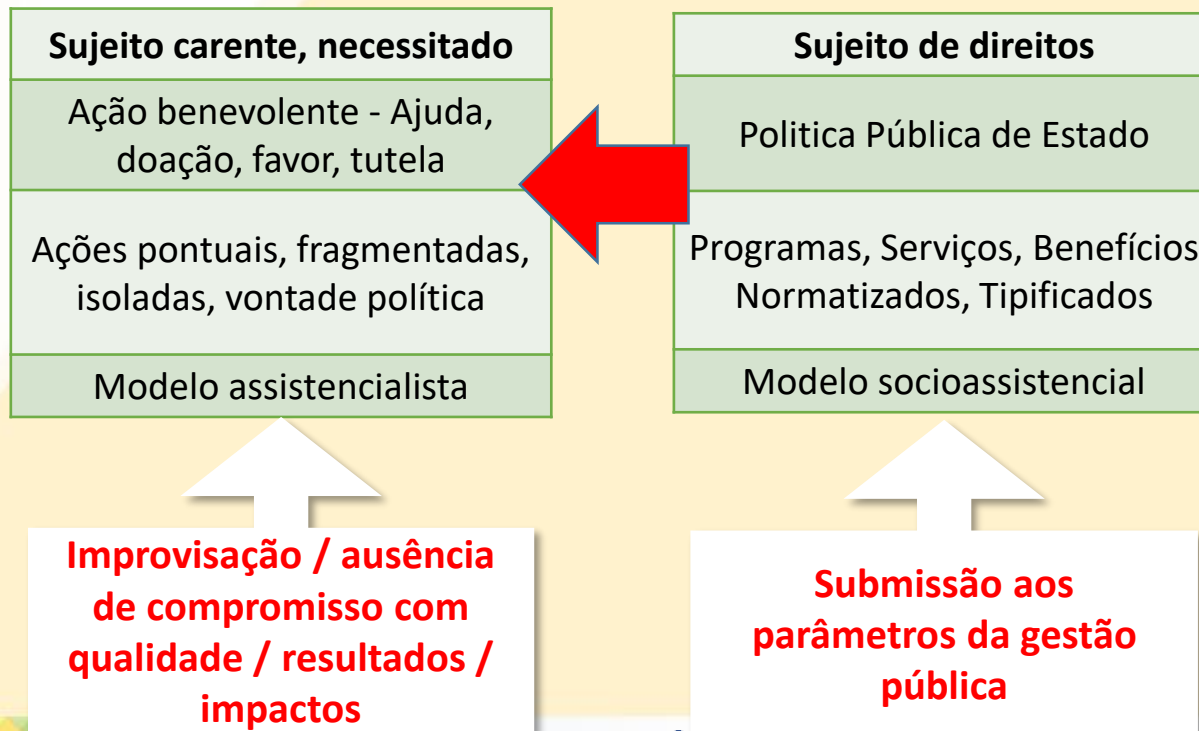 Sujeito carente, necessitado
Ação benevolente - Ajuda,
doação, favor, tutela
Ações pontuais, fragmentadas,
isoladas, vontade política
Modelo assistencialista
Improvisação / ausência
de compromisso com
qualidade / resultados /
impactos
Sujeito de direitos
Politica Pública de Estado
Programas, Serviços, Benefícios
Normatizados, Tipificados
Modelo socioassistencial
Submissão aos
parâmetros da gestão
pública